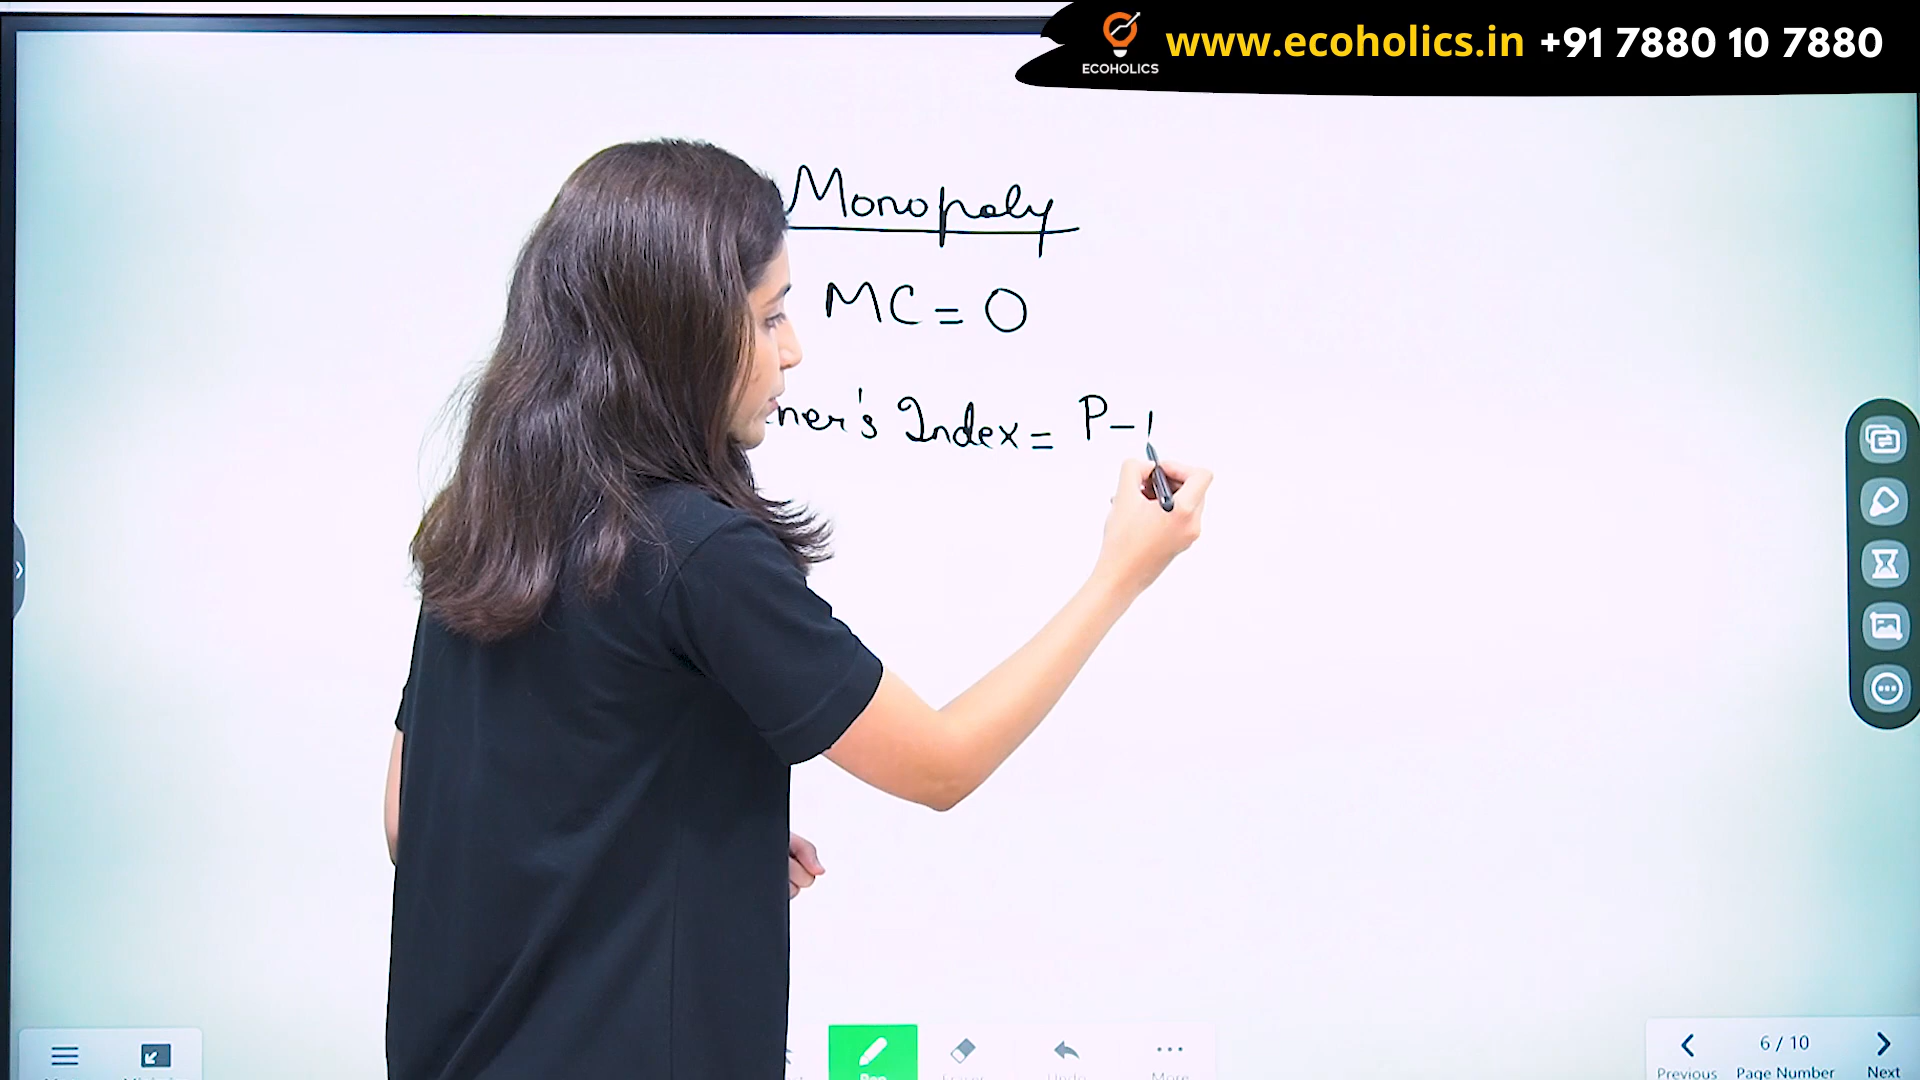 www.ecoholics.in +91 7880 10 7880
ECOHOLICS
Monopoly
MC = 0
ner's Index = P-
6 / 10
Previous Page Number Next